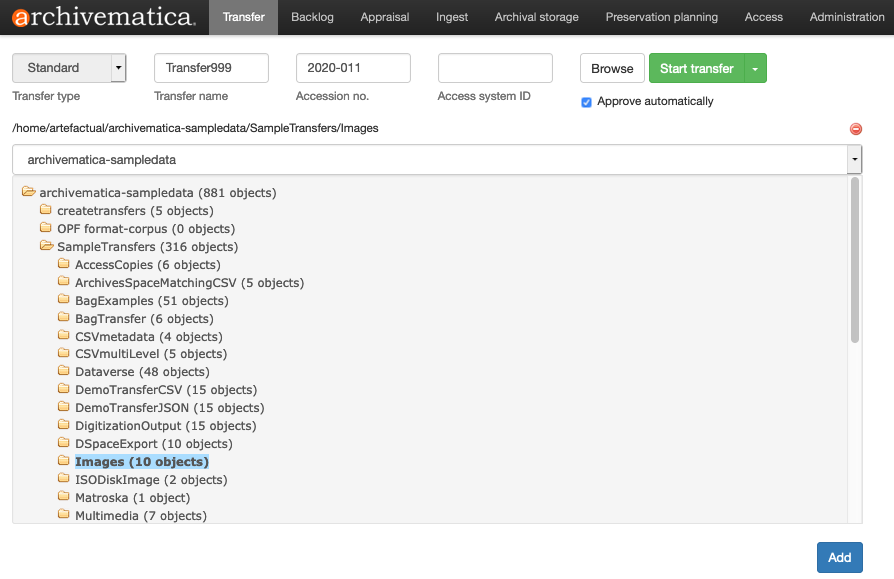 archivematica. Transfer Backlog Appraisal Ingest Archival storage Preservation planning Access Administration
Standard Transfer999 2020-011 Browse Start transfer
Transfer type Transfer name Accession no. Access system ID Approve automatically
/home/artefactual/archivematica-sampledata/SampleTransfers/Images
archivematica-sampledata
archivematica-sampledata (881 objects)
createtransfers (5 objects)
OPF format-corpus (0 objects)
SampleTransfers (316 objects)
AccessCopies (6 objects)
ArchivesSpaceMatchingCSV (5 objects)
BagExamples (51 objects)
BagTransfer (6 objects)
CSVmetadata (4 objects)
CSVmultiLevel (5 objects)
Dataverse (48 objects)
DemoTransferCSV (15 objects)
DemoTransferJSON (15 objects)
DigitizationOutput (15 objects)
DSpaceExport (10 objects)
Images (10 objects)
ISODiskImage (2 objects)
Matroska (1 object)
Multimedia (7 objects)
Add